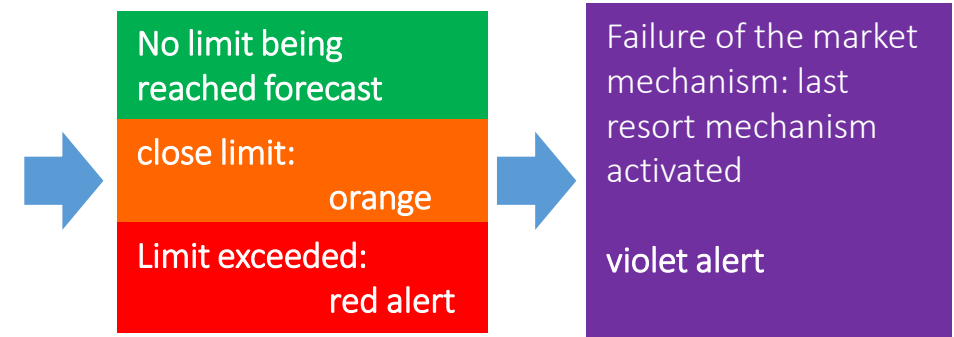 No limit being
reached forecast
close limit:
orange
Limit exceeded:
red alert
Failure of the market
mechanism: last
resort mechanism
activated
violet alert